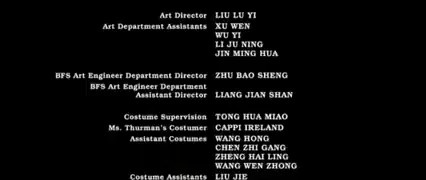 Art Director LIU LU YI
Art Department Assistants XU WEN
WU YI
LI JU NING
JIN MING HUA
BFS Art Engineer Department Director ZHU BAO SHENG
BFS Art Engineer Department
Assistant Director LIANG JIAN SHAN
Costume Supervision TONG HUA MIAO
Ms. Thurman's Costumer CAPPI IRELAND
Assistant Costumes WANG HONG
CHEN ZHI GANG
ZHENG HAI LING
WANG WEN ZHONG
Costume Assistants LIU JIE